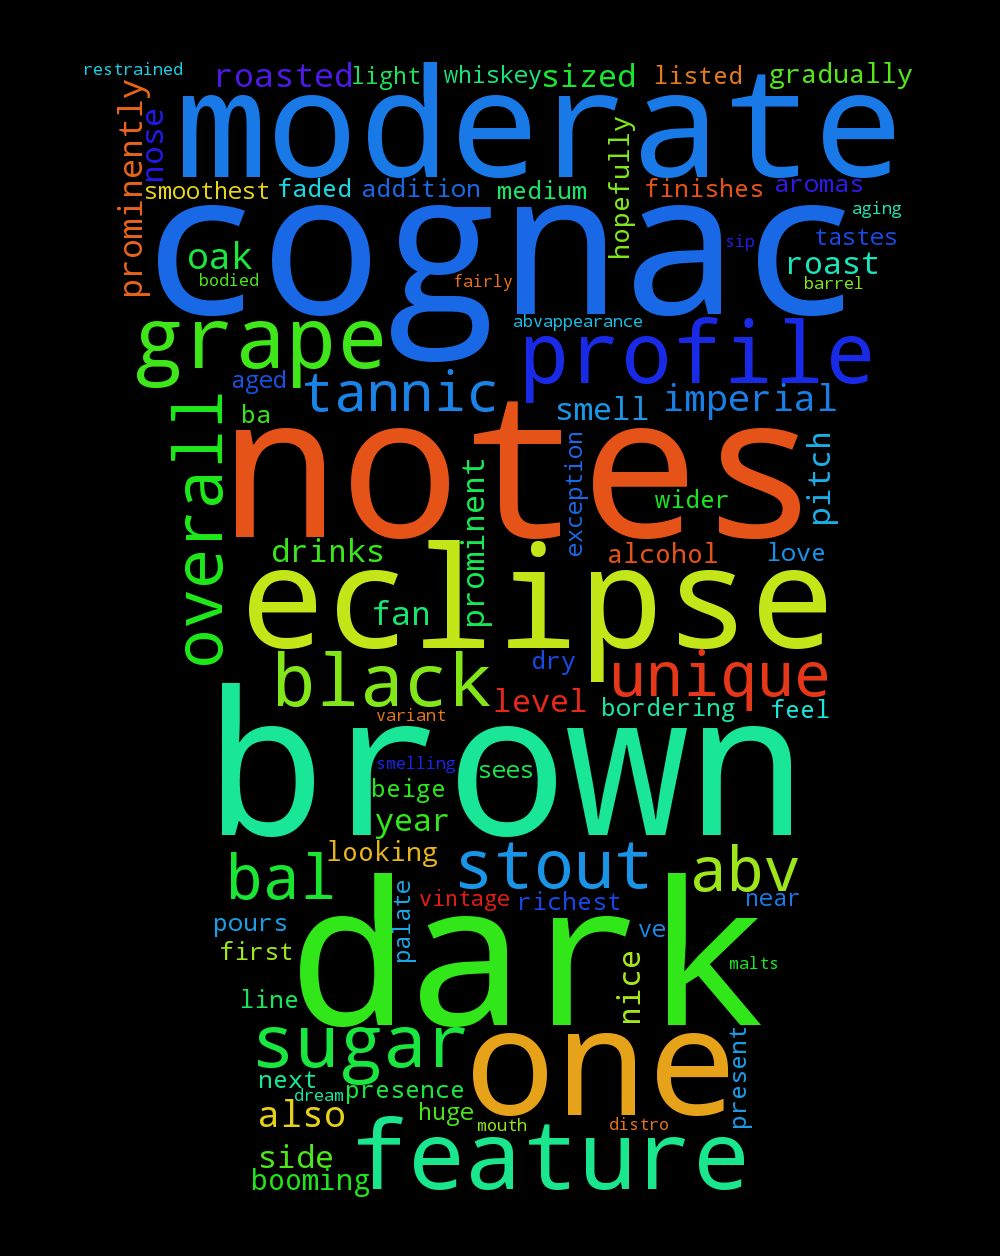 restrained
roasted light whiskey sized listed gradually
moderate
prominently
nose
smoothest faded addition medium hopefully finishes aromas
cognac
aging
oak sip tastes
roast
bodied fairly barrel
abvappearance
grape profile
aged tannic imperial
ba smell
overall
notes
prominent
exception
wider
pitch
drinks alcohol love
eclipse
fan
black dry unique
level bordering feel
variant
brown
smelling sees
beige
year
looking stout abv
bal
vintage richest near
palate
pours ve
first
dark
nice
malts
line
sugar one
present
next
dream presence
also huge
mouth distro
feature
side
booming